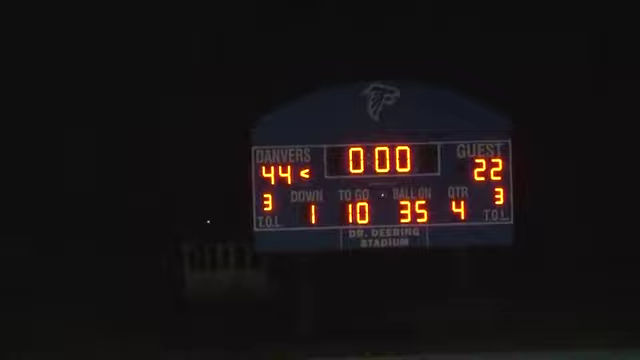 DANVERS 0:00 GUEST
44< 22
3 DOWN TO GO BALL ON QTR 3
T.O.L. 1 10 35 4 T.O.L.
DR. DEERING
STADIUM